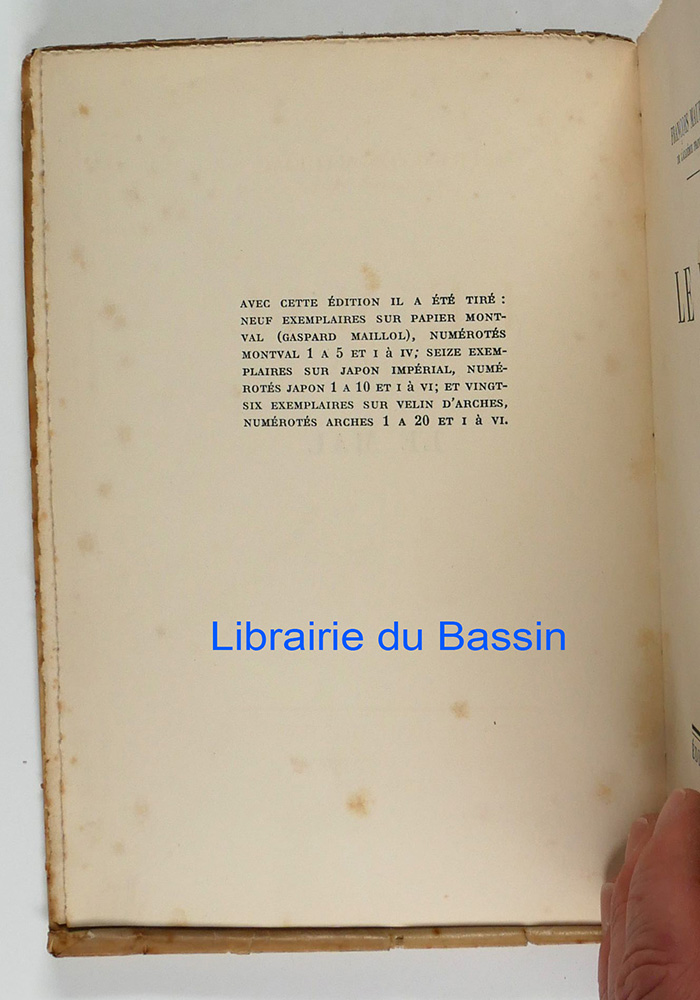 AVEC CETTE ÉDITION IL A ÉTÉ TIRÉ :
NEUF EXEMPLAIRES SUR PAPIER MONT-
VAL (GASPARD MAILLOL), NUMÉROTÉS
MONTVAL 1 A 5 ET I à IV; SEIZE EXEM-
PLAIRES SUR JAPON IMPÉRIAL, NUMÉ-
ROTÉS JAPON 1 A 10 ET I à VI; ET VINGT-
SIX EXEMPLAIRES SUR VELIN D'ARCHES,
NUMÉROTÉS ARCHES 1 A 20 ET I à VI.
Librairie du Bassin
FRANÇOIS
LE